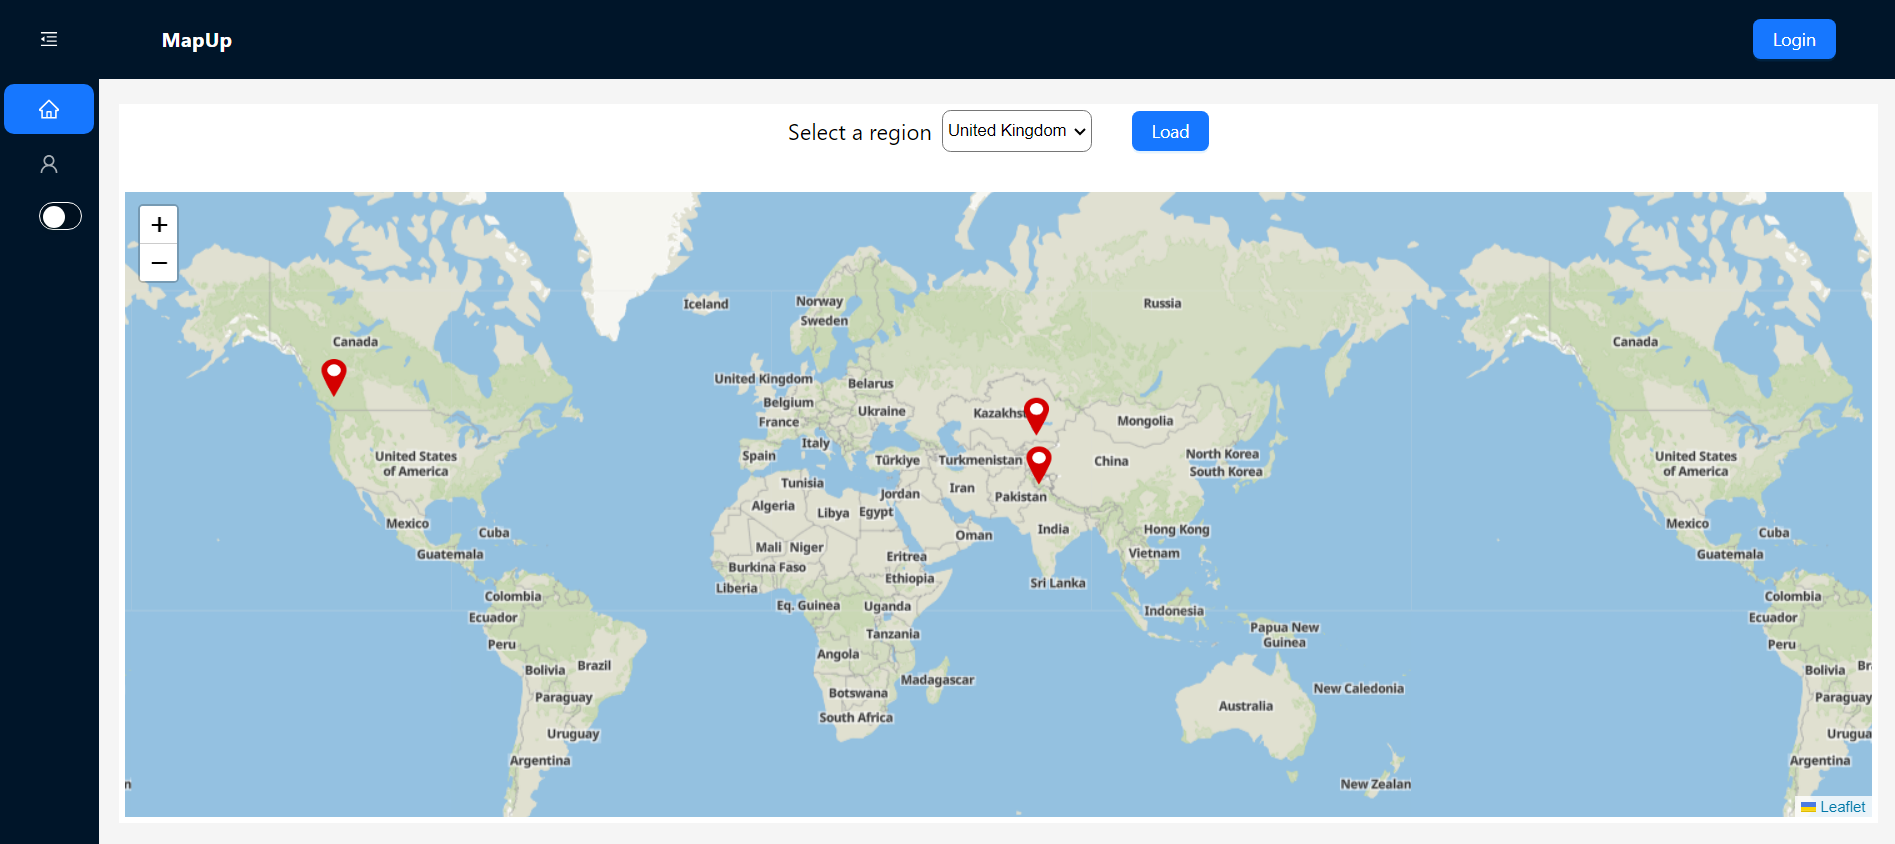 MapUp
Login
Select a region
United Kingdom
Load
+
−
Iceland
Norway
Sweden
Russia
Canada
Canada
United Kingdom
Belarus
Belgium
Ukraine
France
Kazakhst
Mongolia
Italy
Spain
Türkiye
Turkmenistan
China
North Korea
South Korea
United States
of America
United States
of America
Tunisia
Jordan
Iran
Pakistan
Algeria
Libya
Egypt
Mexico
Cuba
Oman
India
Hong Kong
Mexico
Cuba
Guatemala
Mali
Niger
Eritrea
Vietnam
Guatemala
Burkina Faso
Ethiopia
Sri Lanka
Liberia
Colombia
Eq. Guinea
Uganda
Indonesia
Colombia
Ecuador
Tanzania
Papua New
Guinea
Ecuador
Peru
Angola
Peru
Bolivia
Brazil
Madagascar
Bolivia
Br
Paraguay
Botswana
New Caledonia
Paraguay
South Africa
Australia
Uruguay
Urugua
Argentina
Argentina
n
New Zealan
Leaflet